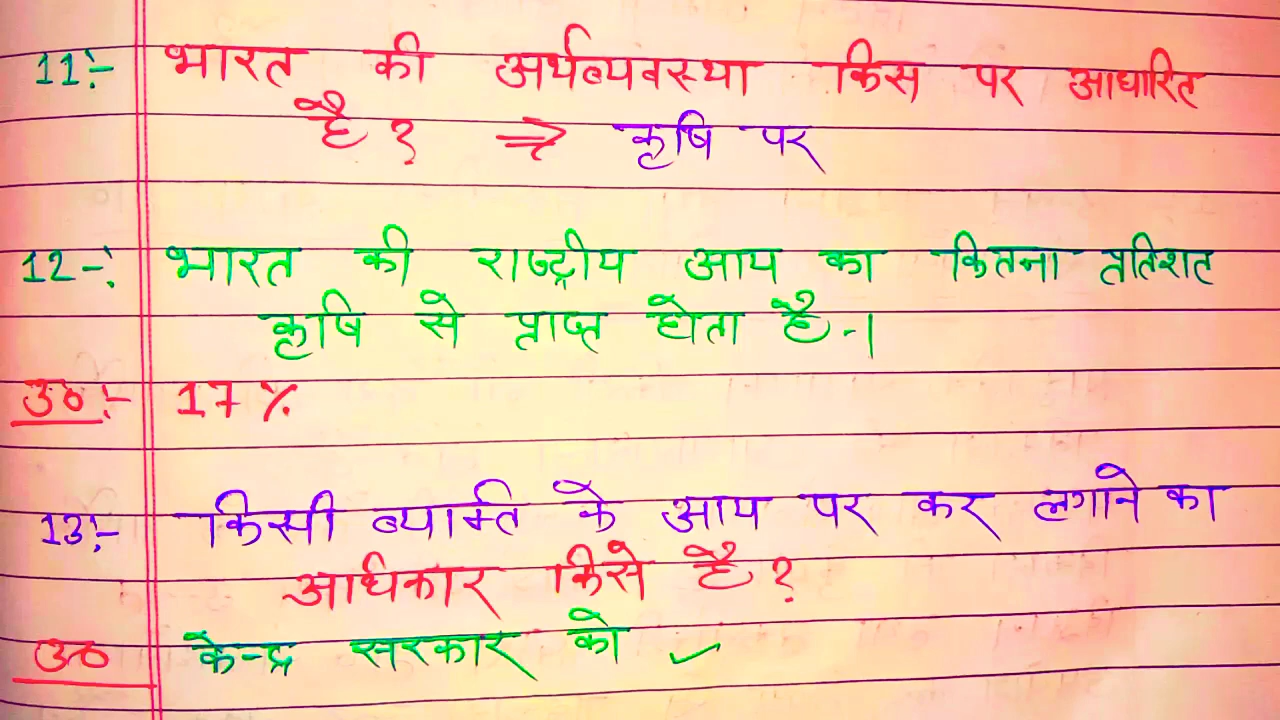 11:- भारत की अर्थव्यवस्था किस पर आधारित
है? ⇒ कृषि पर
12-: भारत की राष्ट्रीय आय का कितना प्रतिशत
कृषि से प्राप्त होता है-।
उ०:- 17%
13:- किसी व्यक्ति के आय पर कर लगाने का
अधिकार किसे है?
उ० केन्द्र सरकार को ✓